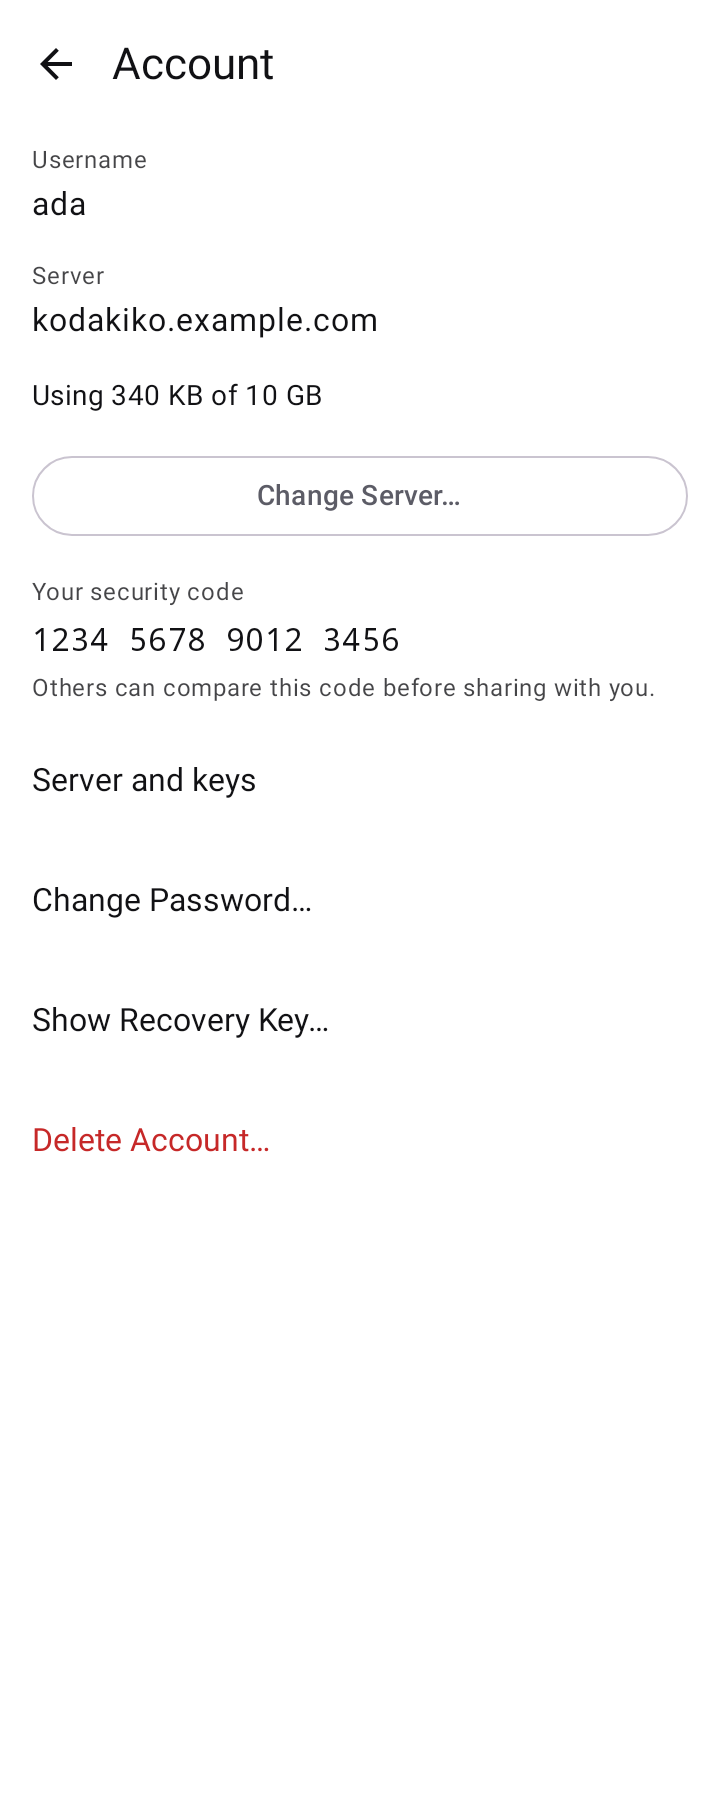 Account
Username
ada
Server
kodakiko.example.com
Using 340 KB of 10 GB
Change Server…
Your security code
1234 5678 9012 3456
Others can compare this code before sharing with you.
Server and keys
Change Password…
Show Recovery Key…
Delete Account…